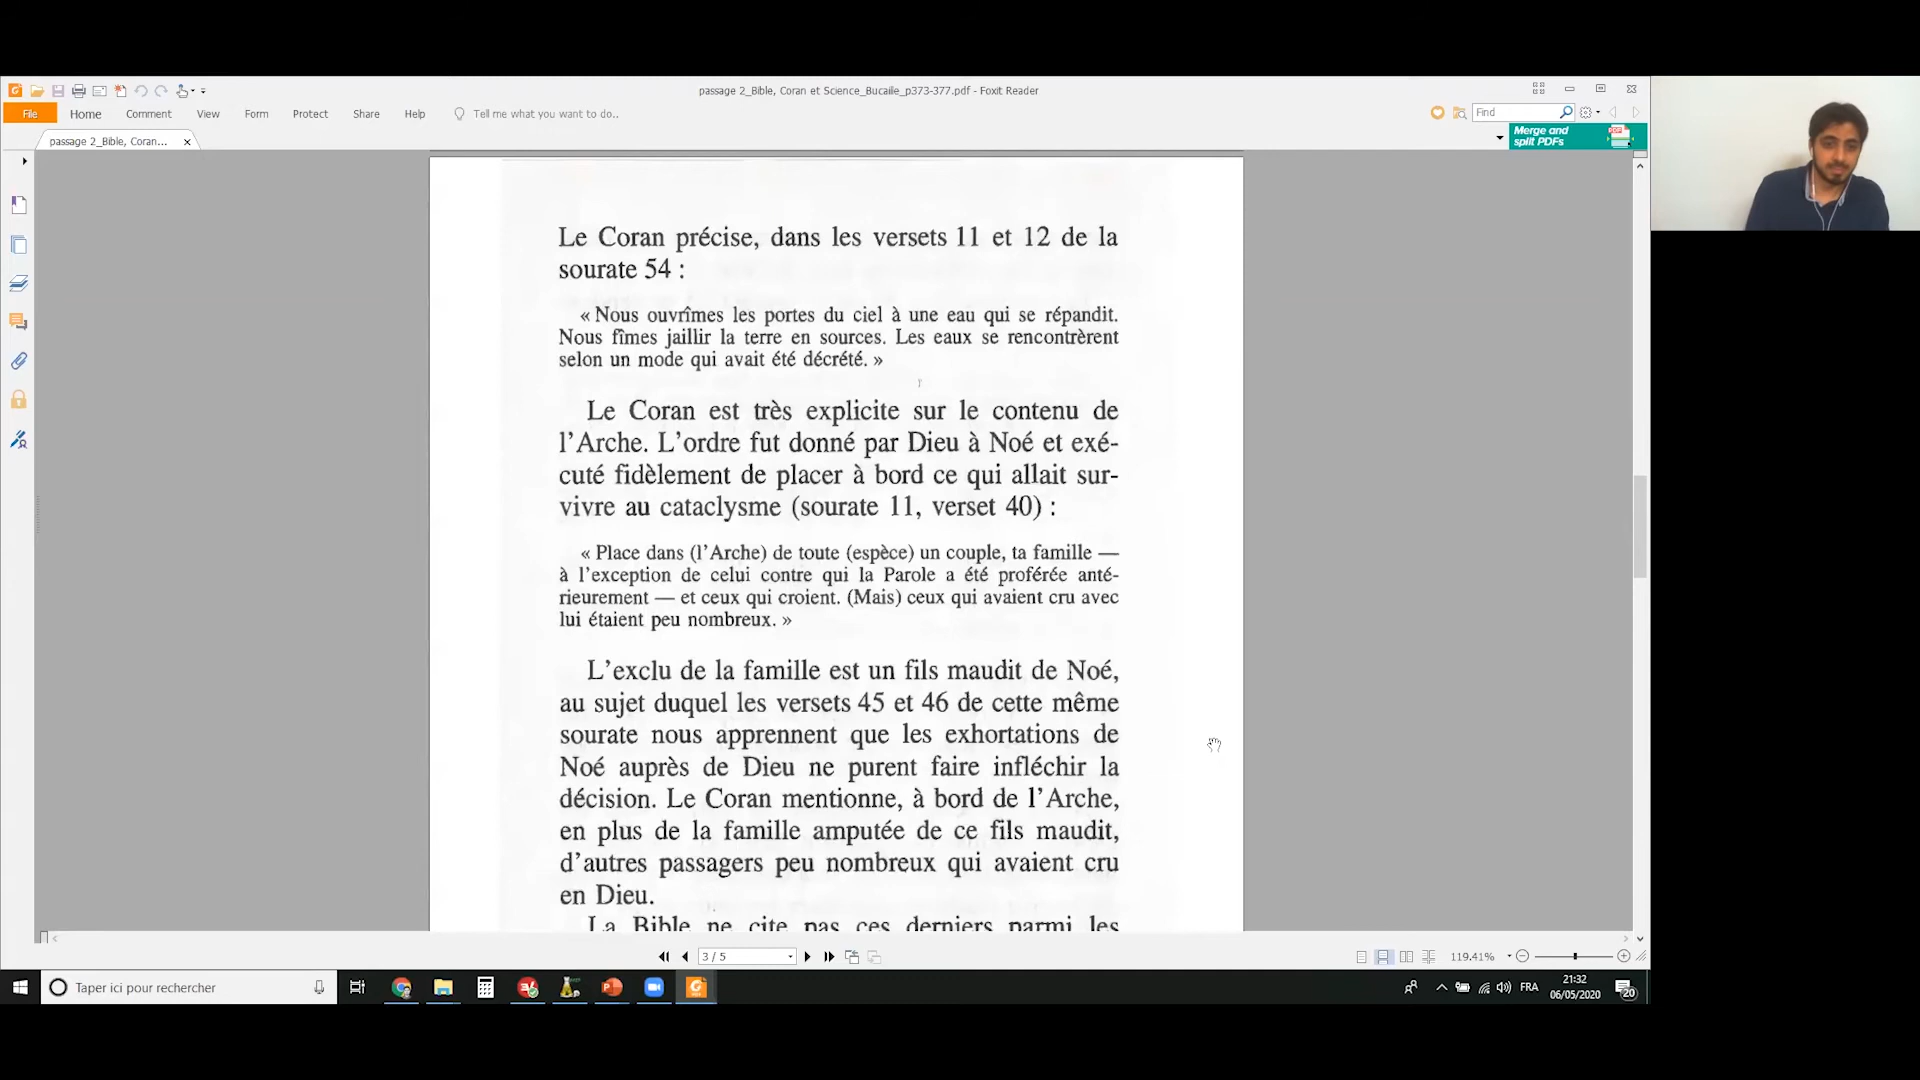 passage 2_Bible, Coran et Science_Bucaile_p373-377.pdf - Foxit Reader
File Home Comment View Form Protect Share Help Tell me what you want to do.. Find
Merge and
split PDFs
passage 2_Bible, Coran...
Le Coran précise, dans les versets 11 et 12 de la
sourate 54 :
« Nous ouvrîmes les portes du ciel à une eau qui se répandit.
Nous fîmes jaillir la terre en sources. Les eaux se rencontrèrent
selon un mode qui avait été décrété. »
Le Coran est très explicite sur le contenu de
l'Arche. L'ordre fut donné par Dieu à Noé et exé-
cuté fidèlement de placer à bord ce qui allait sur-
vivre au cataclysme (sourate 11, verset 40) :
« Place dans (l'Arche) de toute (espèce) un couple, ta famille —
à l'exception de celui contre qui la Parole a été proférée anté-
rieurement — et ceux qui croient. (Mais) ceux qui avaient cru avec
lui étaient peu nombreux. »
L'exclu de la famille est un fils maudit de Noé,
au sujet duquel les versets 45 et 46 de cette même
sourate nous apprennent que les exhortations de
Noé auprès de Dieu ne purent faire infléchir la
décision. Le Coran mentionne, à bord de l'Arche,
en plus de la famille amputée de ce fils maudit,
d'autres passagers peu nombreux qui avaient cru
en Dieu.
La Bible ne cite pas ces derniers parmi les
3 / 5
119.41%
Taper ici pour rechercher
FRA
21:32
06/05/2020
20